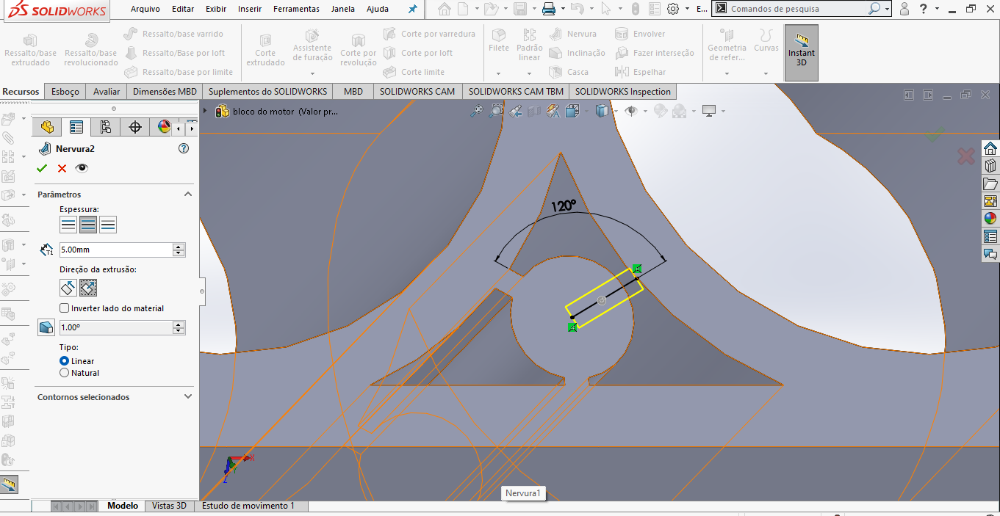 SOLIDWORKS
Arquivo Editar Exibir Inserir Ferramentas Janela Ajuda
E...
Comandos de pesquisa
?
Ressalto/base
extrudado
Ressalto/base
revolucionado
Ressalto/base varrido
Ressalto/Base por loft
Ressalto/base por limite
Corte
extrudado
Assistente
de furação
Corte por
revolução
Corte por varredura
Corte por loft
Corte limite
Filete
Padrão
linear
Nervura
Inclinação
Casca
Envolver
Fazer interseção
Espelhar
Geometria
de refer...
Curvas
Instant
3D
Recursos Esboço Avaliar Dimensões MBD Suplementos do SOLIDWORKS MBD SOLIDWORKS CAM SOLIDWORKS CAM TBM SOLIDWORKS Inspection
bloco do motor (Valor pr...
Nervura2
Parâmetros
Espessura:
T1
5.00mm
Direção da extrusão:
Inverter lado do material
1.00º
Tipo:
Linear
Natural
Contornos selecionados
120°
X
Nervura1
Modelo Vistas 3D Estudo de movimento 1